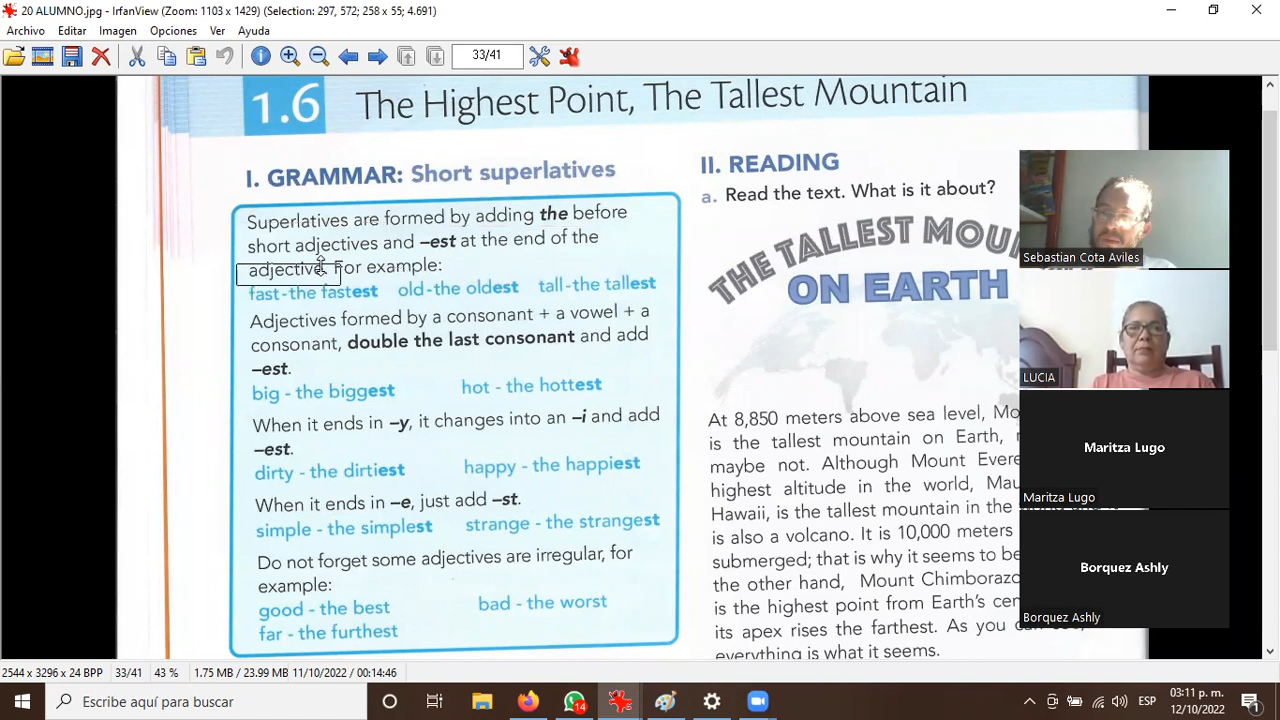 20 ALUMNO.jpg - IrfanView (Zoom: 1103 x 1429) (Selection: 297, 572; 258 x 55; 4.691)
Archivo Editar Imagen Opciones Ver Ayuda
33/41
1.6 The Highest Point, The Tallest Mountain
I. GRAMMAR: Short superlatives
Superlatives are formed by adding the before
short adjectives and –est at the end of the
adjective. For example:
fast-the fastest old-the oldest tall-the tallest
Adjectives formed by a consonant + a vowel + a
consonant, double the last consonant and add
–est.
big - the biggest hot - the hottest
When it ends in –y, it changes into an –i and add
–est.
dirty - the dirtiest happy - the happiest
When it ends in –e, just add –st.
simple - the simplest strange - the strangest
Do not forget some adjectives are irregular, for
example:
good - the best bad - the worst
far - the furthest
II. READING
a. Read the text. What is it about?
THE TALLEST
ON EARTH
At 8,850 meters above sea level,
is the tallest mountain on Earth,
maybe not. Although Mount
highest altitude in the world,
Hawaii, is the tallest mountain in the
is also a volcano. It is 10,000 meters
submerged; that is why it seems to be
the other hand, Mount
is the highest point from Earth's
its apex rises the farthest. As you
everything is what it seems.
Sebastian Cota Aviles
LUCIA
Maritza Lugo
Maritza Lugo
Borquez Ashly
Borquez Ashly
2544 x 3296 x 24 BPP 33/41 43 % 1.75 MB / 23.99 MB 11/10/2022 / 00:14:46
Escribe aquí para buscar
14
ESP
03:11 p. m.
12/10/2022
1